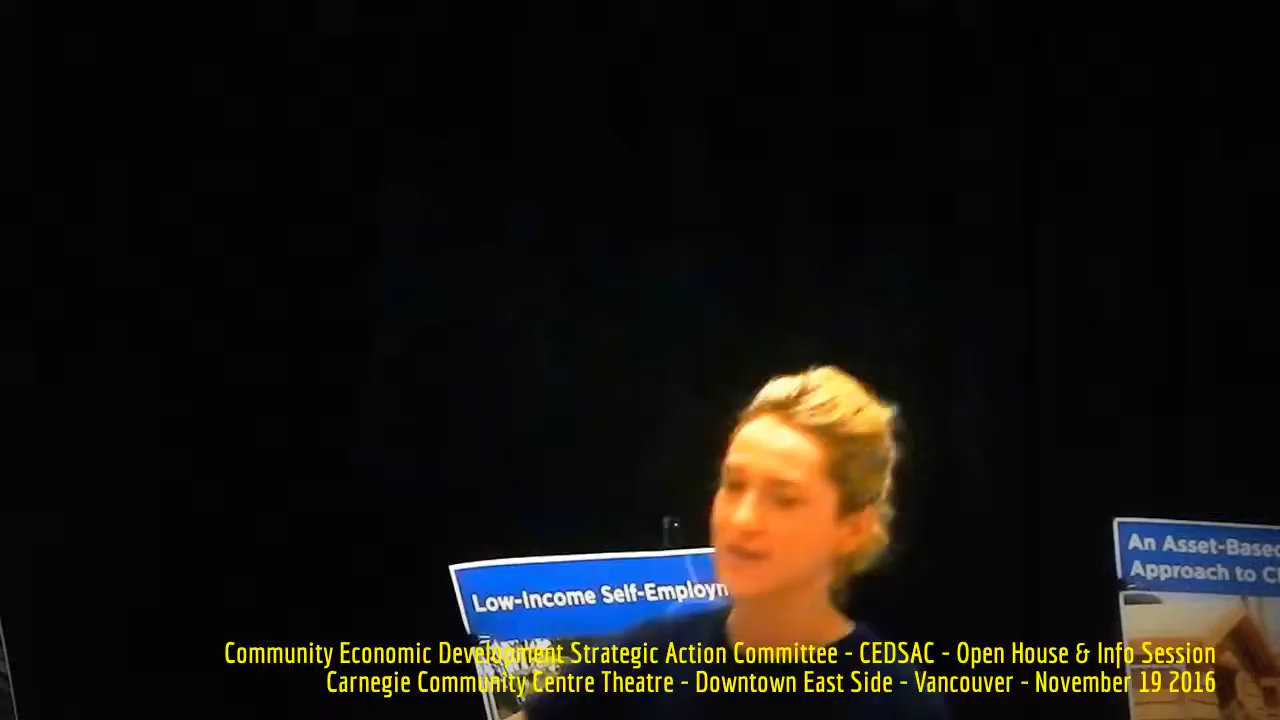 Low-Income Self-Employ
An Asset-Based
Approach to C
Community Economic Development Strategic Action Committee - CEDSAC - Open House & Info Session
Carnegie Community Centre Theatre - Downtown East Side - Vancouver - November 19 2016